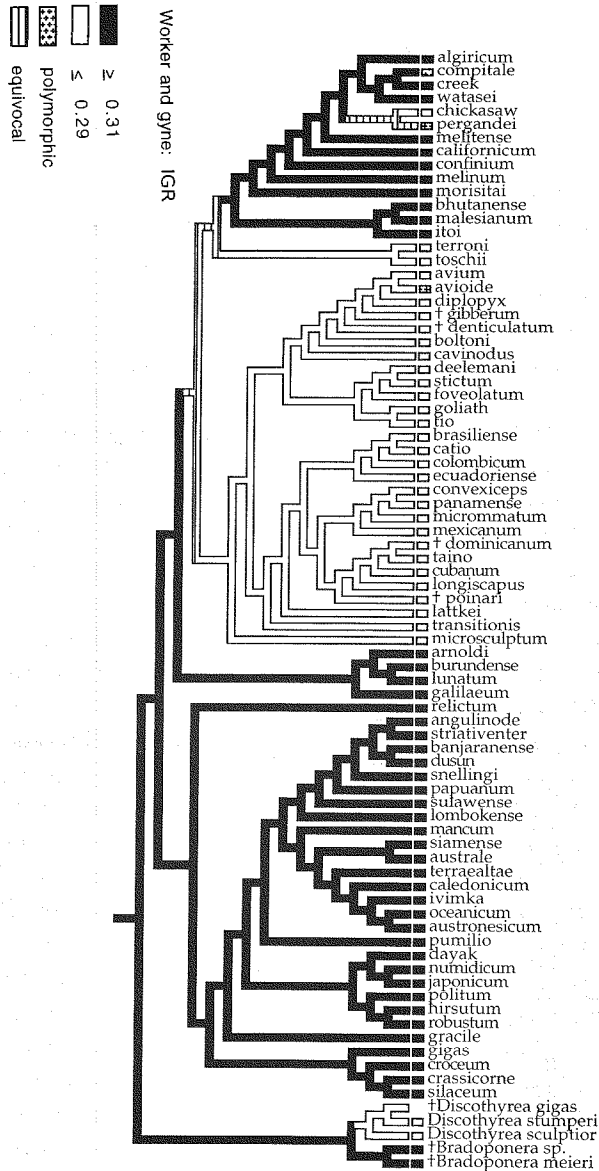 Worker and gyne: IGR
≥ 0.31
≤ 0.29
polymorphic
equivocal
algiricum
compitale
creek
watasei
chickasaw
pergandei
melitense
californicum
confinium
melinum
morisitai
bhutanense
malesianum
itoi
terroni
toschii
avium
avioide
diplopyx
† gibberum
† denticulatum
boltoni
cavinodus
deelemani
stictum
foveolatum
goliath
tio
brasiliense
catio
colombicum
ecuadoriense
convexiceps
panamense
micrommatum
mexicanum
† dominicanum
taino
cubanum
longiscapus
† poinari
lattkei
transitionis
microsculptum
arnoldi
burundense
lunatum
galilaeum
relictum
angulinode
striativenter
banjaranense
dusun
snellingi
papuanum
sulawense
lombokense
mancum
siamense
australe
terraealtae
caledonicum
ivimka
oceanicum
austronesicum
pumilio
dayak
numidicum
japonicum
politum
hirsutum
robustum
gracile
gigas
croceum
crassicorne
silaceum
†Discothyrea gigas
Discothyrea stumperi
Discothyrea sculptior
†Bradoponera sp.
†Bradoponera meieri